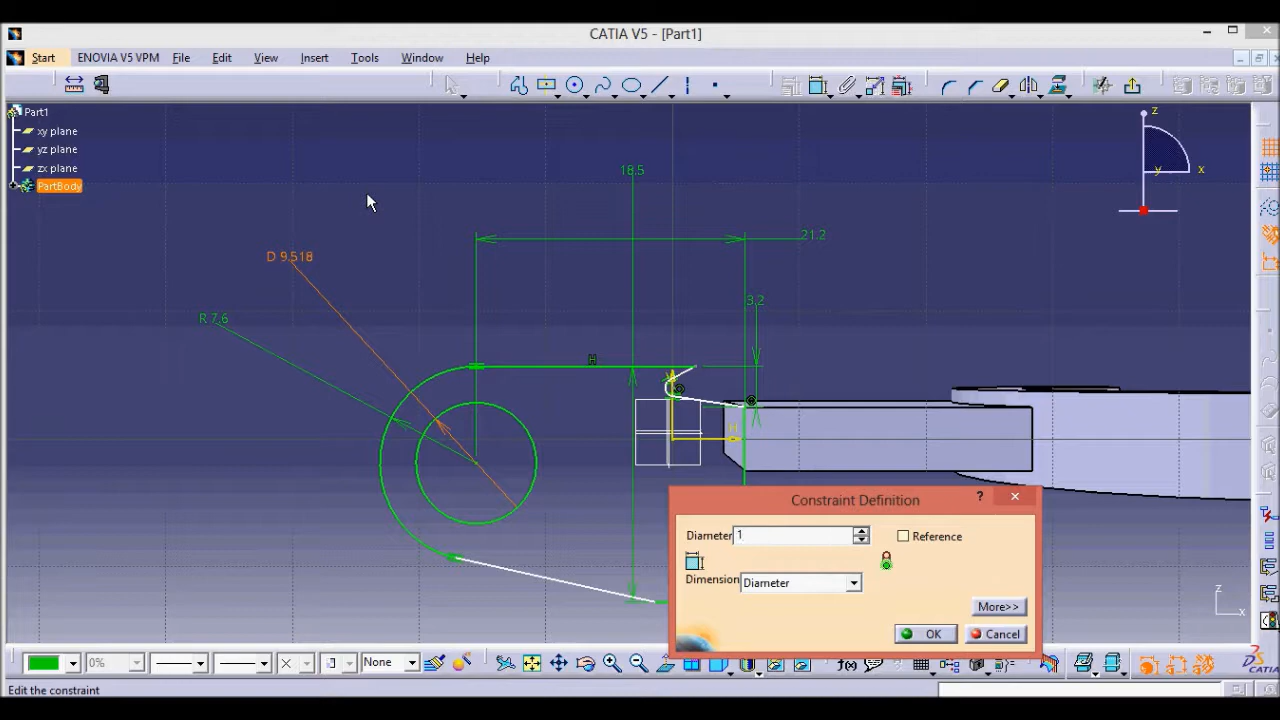 CATIA V5 - [Part1]
Start ENOVIA V5 VPM File Edit View Insert Tools Window Help
Part1
xy plane
yz plane
zx plane
PartBody
z
y
x
18.5
21.2
D 9.518
3.2
R 7.6
H
H
Constraint Definition ? ×
Diameter 1 Reference
Dimension Diameter
More>>
OK Cancel
z
x
0% None f(x) CATIA
Edit the constraint